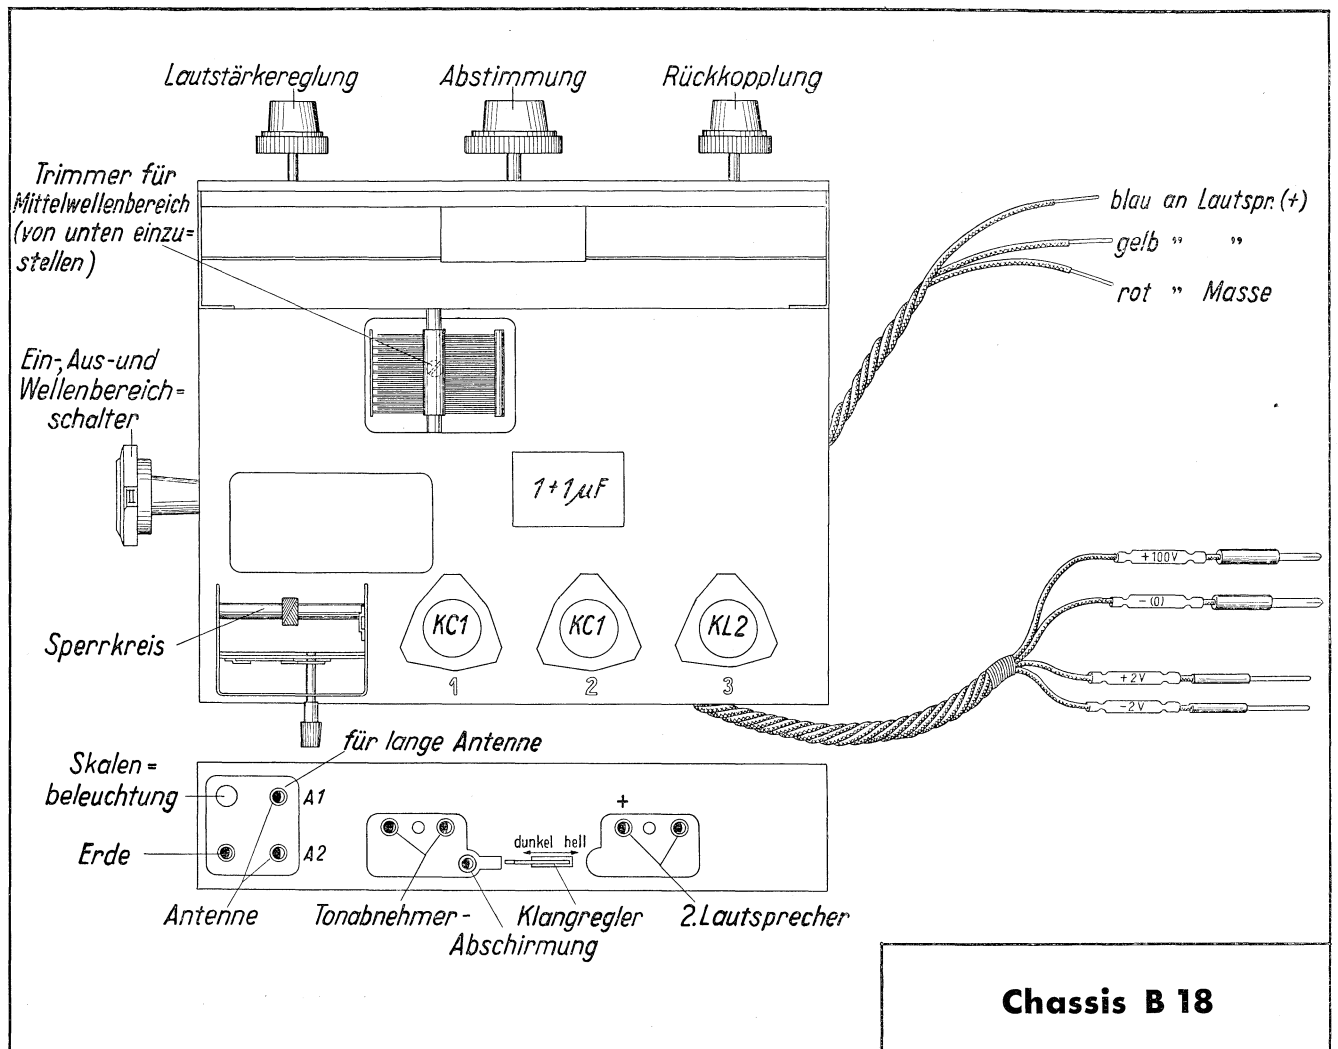 Lautstärkereglung
Abstimmung
Rückkopplung
Trimmer für
Mittelwellenbereich
(von unten einzu=
stellen)
blau an Lautspr. (+)
gelb " "
rot " Masse
Ein-, Aus- und
Wellenbereich=
schalter
1+1µF
+100V
-(0)
+2V
-2V
Sperrkreis
KC1
KC1
KL2
1
2
3
für lange Antenne
Skalen=
beleuchtung
A1
Erde
A2
+
dunkel hell
Antenne
Tonabnehmer-
Abschirmung
Klangregler
2. Lautsprecher
Chassis B 18